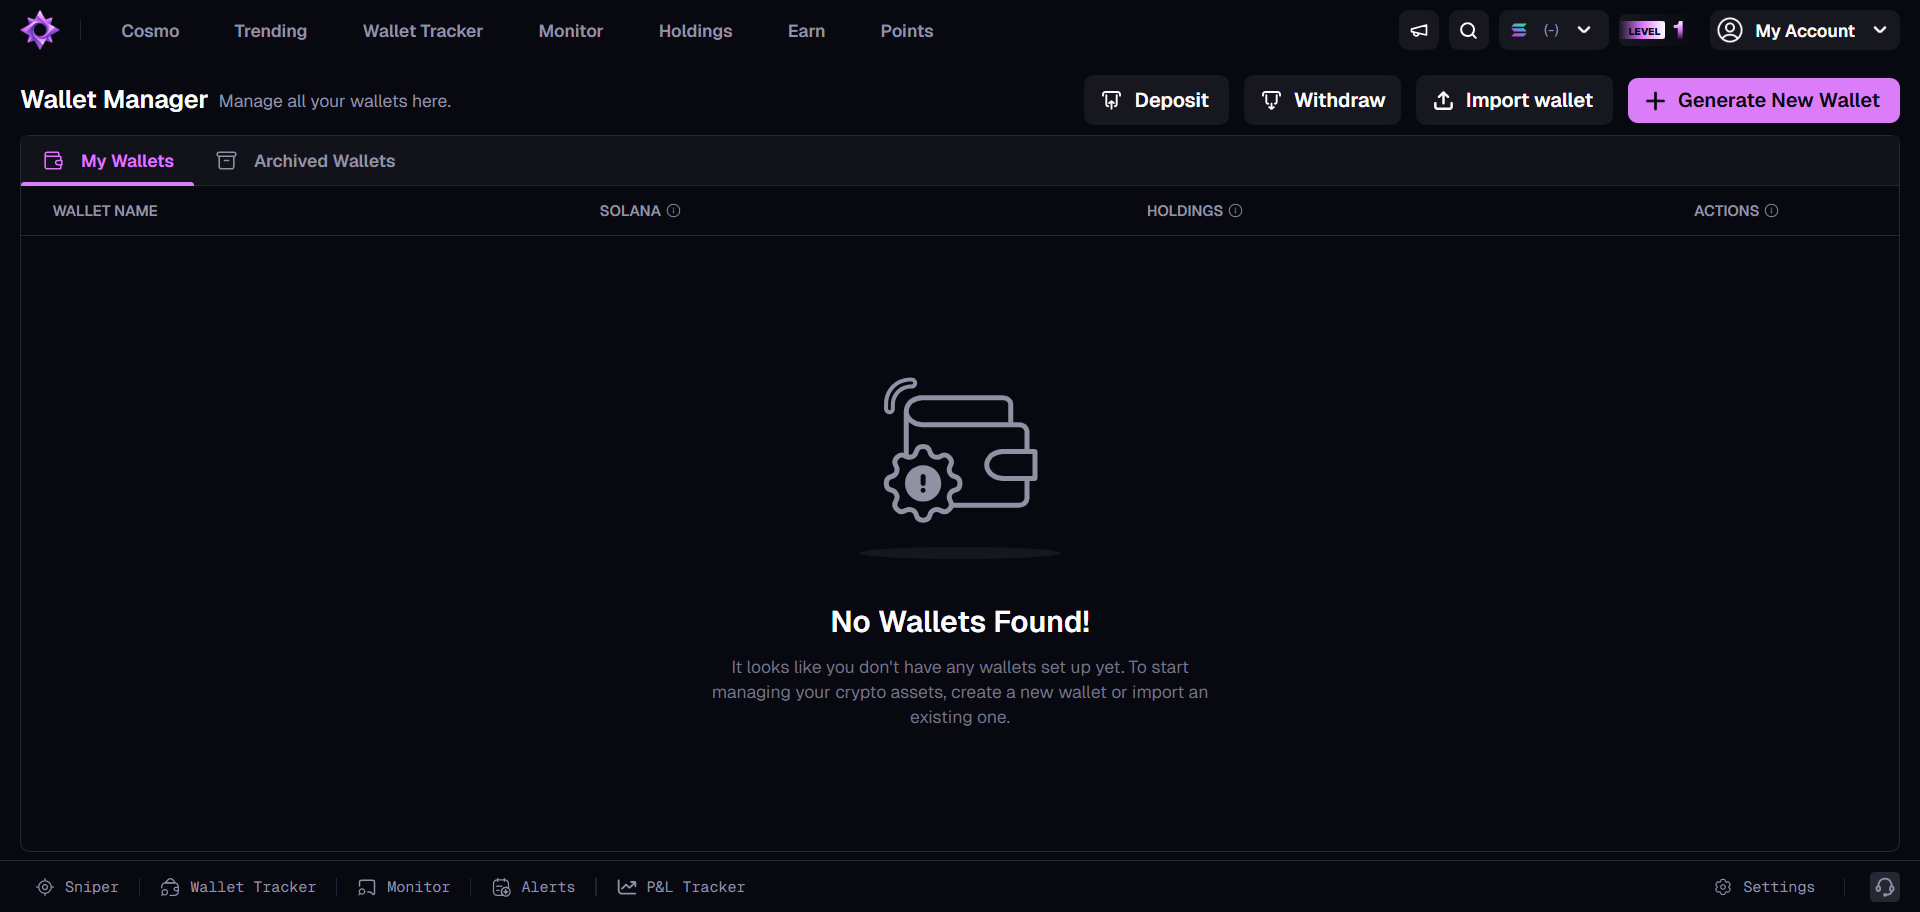 Cosmo Trending Wallet Tracker Monitor Holdings Earn Points (-) LEVEL 1 My Account
Wallet Manager Manage all your wallets here. Deposit Withdraw Import wallet Generate New Wallet
My Wallets Archived Wallets
WALLET NAME SOLANA HOLDINGS ACTIONS
No Wallets Found!
It looks like you don't have any wallets set up yet. To start
managing your crypto assets, create a new wallet or import an
existing one.
Sniper Wallet Tracker Monitor Alerts P&L Tracker Settings